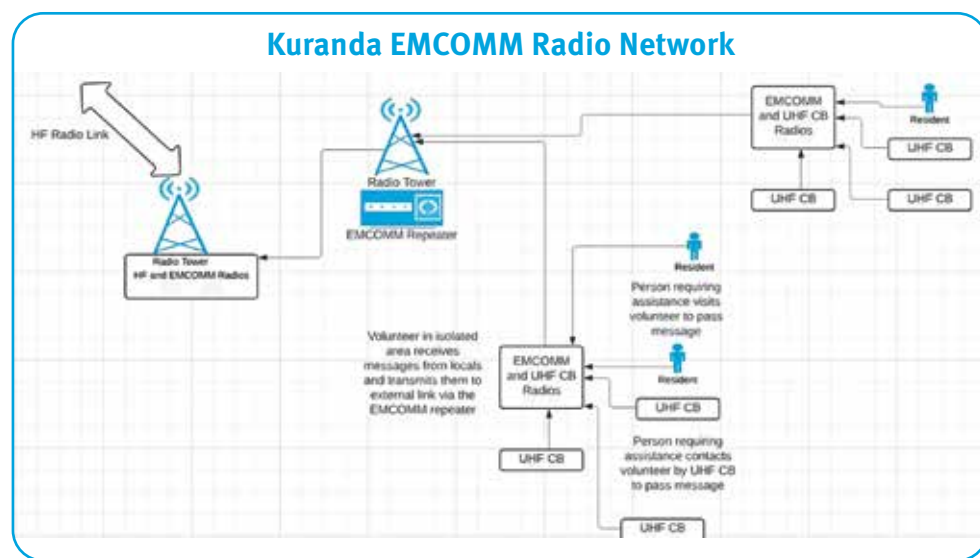 Kuranda EMCOMM Radio Network
HF Radio Link
Radio Tower
EMCOMM Repeater
Radio Tower
HF and EMCOMM Radios
EMCOMM
and UHF CB
Radios
Resident
UHF CB
UHF CB
UHF CB
Resident
Person requiring
assistance visits
volunteer to pass
message
Volunteer in isolated
area receives
messages from locals
and transmits them to
external link via the
EMCOMM repeater
EMCOMM
and UHF CB
Radios
Resident
UHF CB
UHF CB
Person requiring
assistance contacts
volunteer by UHF CB
to pass message
UHF CB